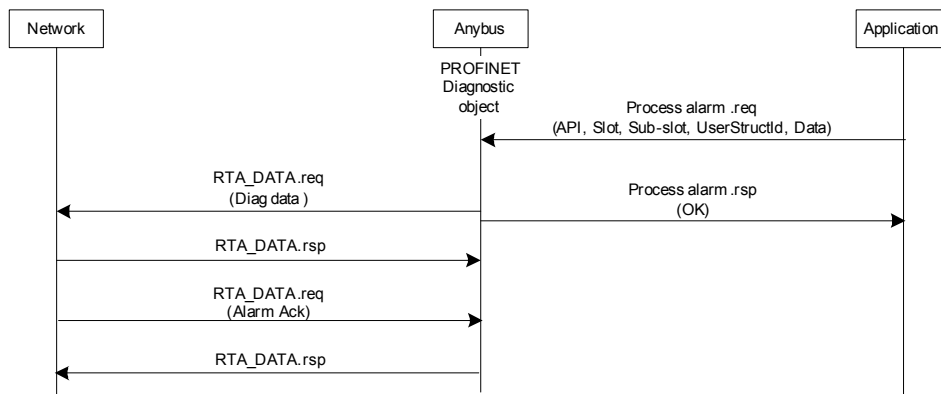 Network
Anybus
Application
PROFINET
Diagnostic
object
Process alarm .req
(API, Slot, Sub-slot, UserStructId, Data)
RTA_DATA.req
(Diag data )
Process alarm .rsp
(OK)
RTA_DATA.rsp
RTA_DATA.req
(Alarm Ack)
RTA_DATA.rsp